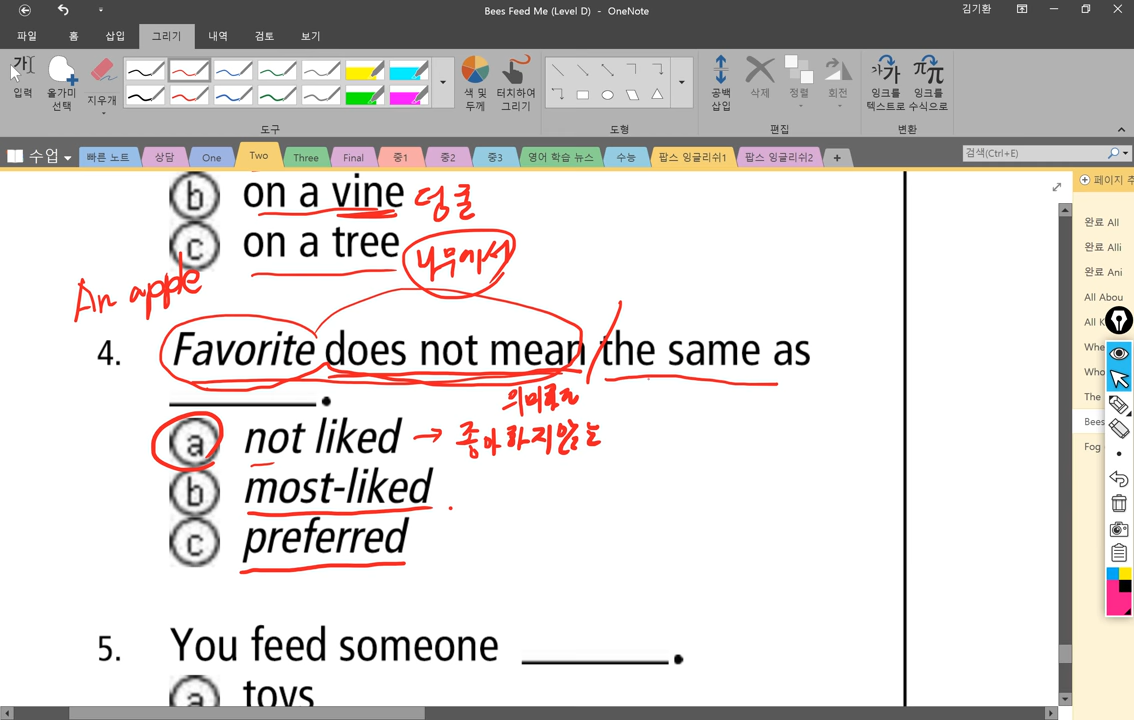 Bees Feed Me (Level D) - OneNote
김기환
파일 홈 삽입 그리기 내역 검토 보기
입력
올가미 선택
지우개
색 및 두께
터치하여 그리기
공백 삽입
삭제
정렬
회전
잉크를 텍스트로
잉크를 수식으로
도구 도형 편집 변환
수업 빠른 노트 상담 One Two Three Final 중1 중2 중3 영어 학습 뉴스 수능 팝스 잉글리쉬1 팝스 잉글리쉬2 + 검색(Ctrl+E)
페이지 추
완료 All
완료 Alli
완료 Ani
All Abou
All K
Whe
Who
The
Bees
Fog
b on a vine 덩쿨
c on a tree 나무에서
An apple
4. Favorite does not mean the same as
________.
a not liked → 좋아하지않는
b most-liked
c preferred
5. You feed someone ________.
a toys